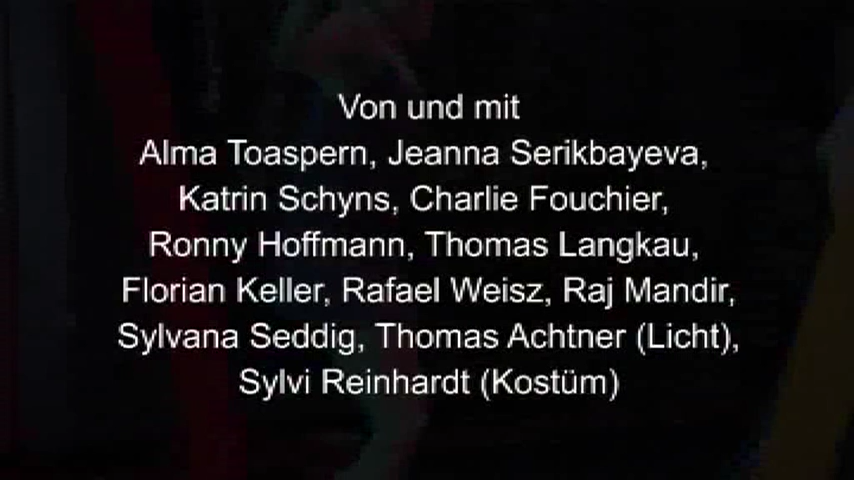 Von und mit
Alma Toaspern, Jeanna Serikbayeva,
Katrin Schyns, Charlie Fouchier,
Ronny Hoffmann, Thomas Langkau,
Florian Keller, Rafael Weisz, Raj Mandir,
Sylvana Seddig, Thomas Achtner (Licht),
Sylvi Reinhardt (Kostüm)